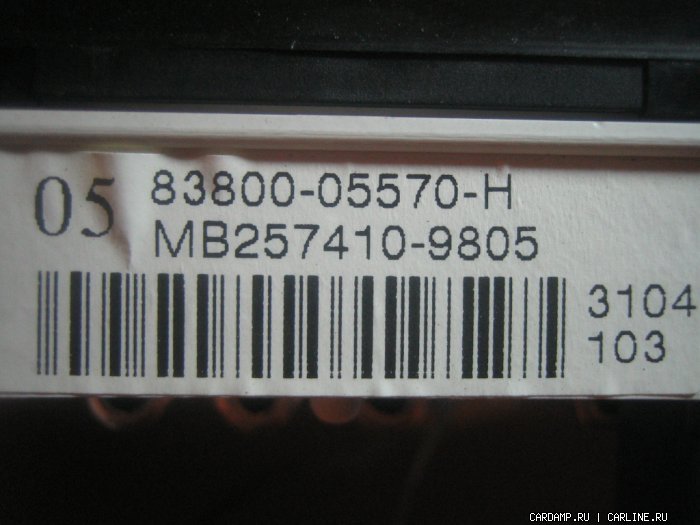 05 83800-05570-H
MB257410-9805
3104
103
CARDAMP.RU | CARLINE.RU